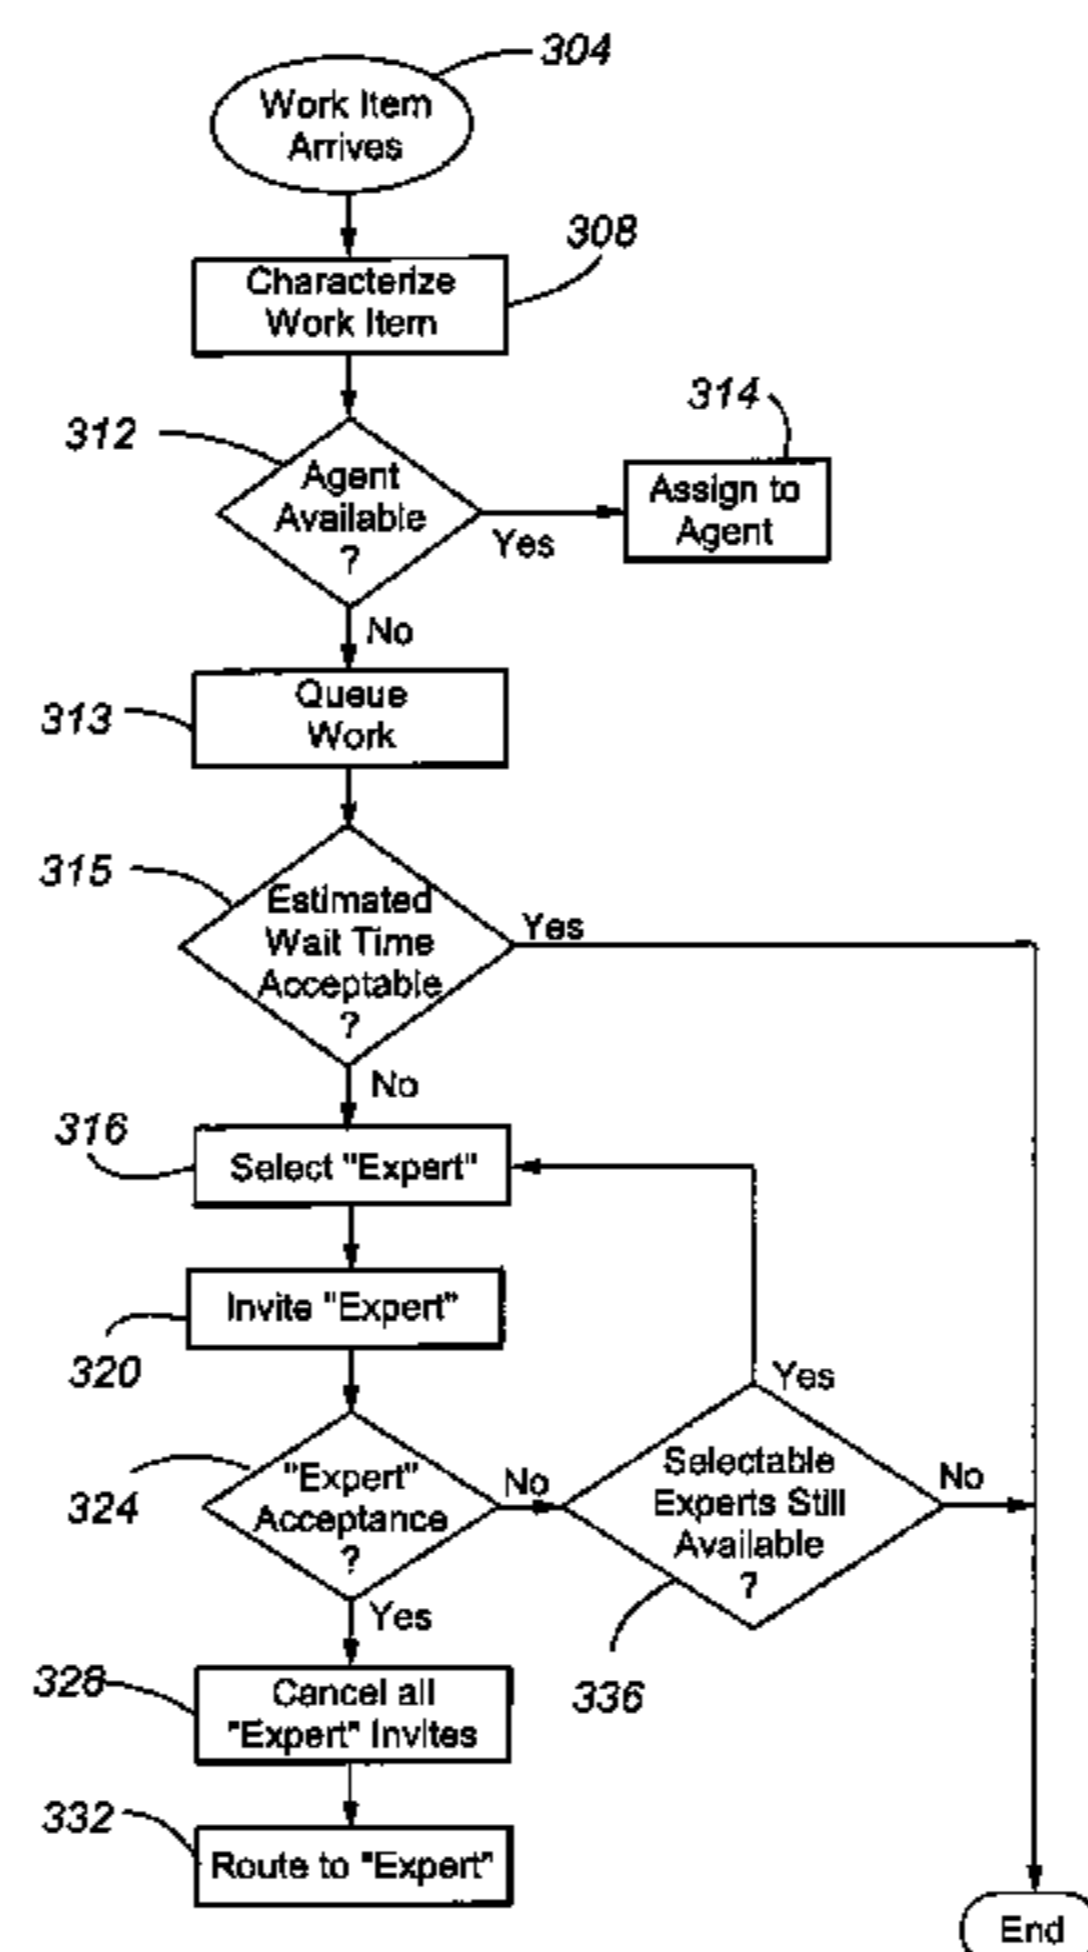 304
Work Item
Arrives
308
Characterize
Work Item
312
Agent
Available
?
Yes
314
Assign to
Agent
No
313
Queue
Work
315
Estimated
Wait Time
Acceptable
?
Yes
No
316
Select "Expert"
320
Invite "Expert"
324
"Expert"
Acceptance
?
No
Yes
Selectable
Experts Still
Available
?
Yes
No
336
328
Cancel all
"Expert" Invites
332
Route to "Expert"
End